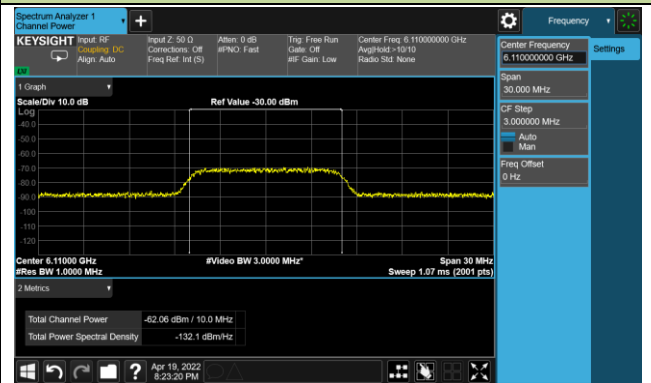 Spectrum Analyzer 1
Channel Power
+
Frequency
KEYSIGHT
Input: RF
Coupling: DC
Align: Auto
Input Z: 50 Ω
Corrections: Off
Freq Ref: Int (S)
Atten: 0 dB
#PNO: Fast
Trig: Free Run
Gate: Off
#IF Gain: Low
Center Freq: 6.110000000 GHz
Avg|Hold:>10/10
Radio Std: None
Center Frequency
6.110000000 GHz
Settings
Span
30.000 MHz
CF Step
3.000000 MHz
Auto
Man
Freq Offset
0 Hz
1 Graph
Scale/Div 10.0 dB
Ref Value -30.00 dBm
Log
-40.0
-50.0
-60.0
-70.0
-80.0
-90.0
-100
-110
-120
Center 6.11000 GHz
#Video BW 3.0000 MHz*
Span 30 MHz
#Res BW 1.0000 MHz
Sweep 1.07 ms (2001 pts)
2 Metrics
Total Channel Power -62.06 dBm / 10.0 MHz
Total Power Spectral Density -132.1 dBm/Hz
?
Apr 19, 2022
8:23:20 PM